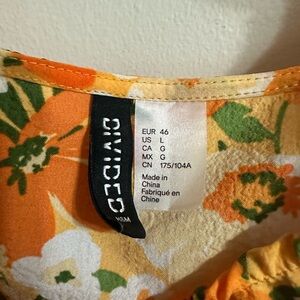 DIVIDED
H&M
EUR 46
US L
CA G
MX G
CN 175/104A
Made in
China
Fabriqué en
Chine